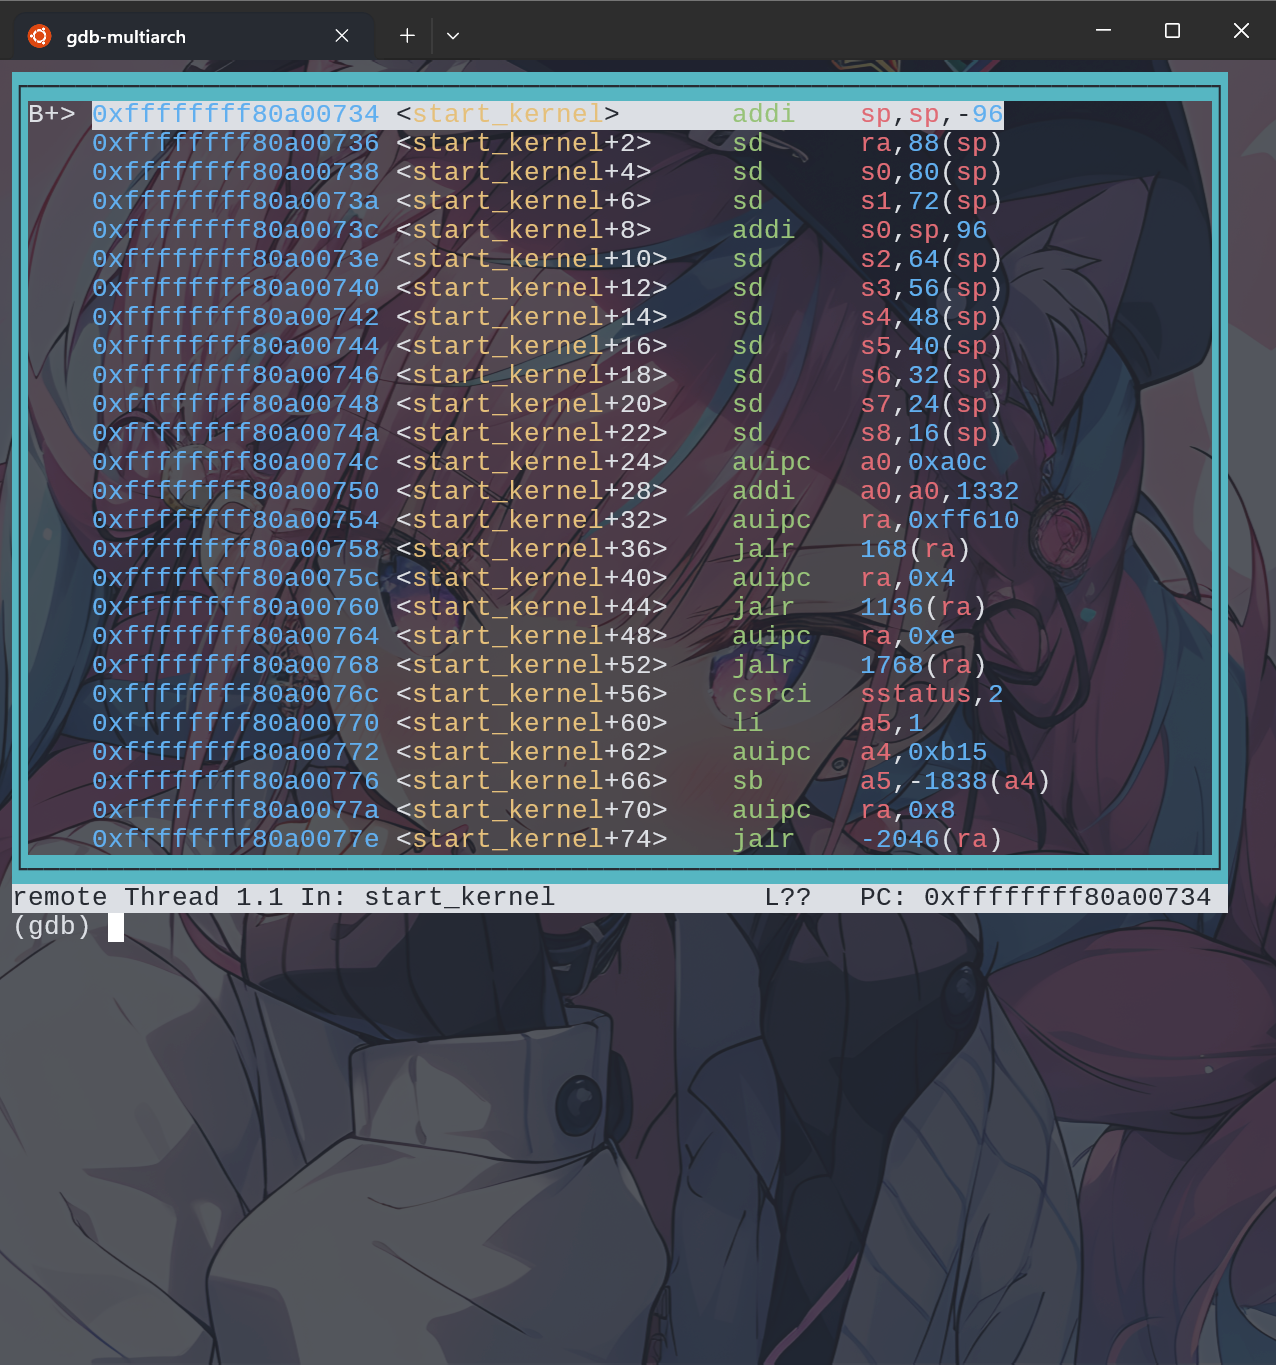 gdb-multiarch
B+> 0xffffffff80a00734 <start_kernel> addi sp,sp,-96
0xffffffff80a00736 <start_kernel+2> sd ra,88(sp)
0xffffffff80a00738 <start_kernel+4> sd s0,80(sp)
0xffffffff80a0073a <start_kernel+6> sd s1,72(sp)
0xffffffff80a0073c <start_kernel+8> addi s0,sp,96
0xffffffff80a0073e <start_kernel+10> sd s2,64(sp)
0xffffffff80a00740 <start_kernel+12> sd s3,56(sp)
0xffffffff80a00742 <start_kernel+14> sd s4,48(sp)
0xffffffff80a00744 <start_kernel+16> sd s5,40(sp)
0xffffffff80a00746 <start_kernel+18> sd s6,32(sp)
0xffffffff80a00748 <start_kernel+20> sd s7,24(sp)
0xffffffff80a0074a <start_kernel+22> sd s8,16(sp)
0xffffffff80a0074c <start_kernel+24> auipc a0,0xa0c
0xffffffff80a00750 <start_kernel+28> addi a0,a0,1332
0xffffffff80a00754 <start_kernel+32> auipc ra,0xff610
0xffffffff80a00758 <start_kernel+36> jalr 168(ra)
0xffffffff80a0075c <start_kernel+40> auipc ra,0x4
0xffffffff80a00760 <start_kernel+44> jalr 1136(ra)
0xffffffff80a00764 <start_kernel+48> auipc ra,0xe
0xffffffff80a00768 <start_kernel+52> jalr 1768(ra)
0xffffffff80a0076c <start_kernel+56> csrci sstatus,2
0xffffffff80a00770 <start_kernel+60> li a5,1
0xffffffff80a00772 <start_kernel+62> auipc a4,0xb15
0xffffffff80a00776 <start_kernel+66> sb a5,-1838(a4)
0xffffffff80a0077a <start_kernel+70> auipc ra,0x8
0xffffffff80a0077e <start_kernel+74> jalr -2046(ra)
remote Thread 1.1 In: start_kernel L?? PC: 0xffffffff80a00734
(gdb)